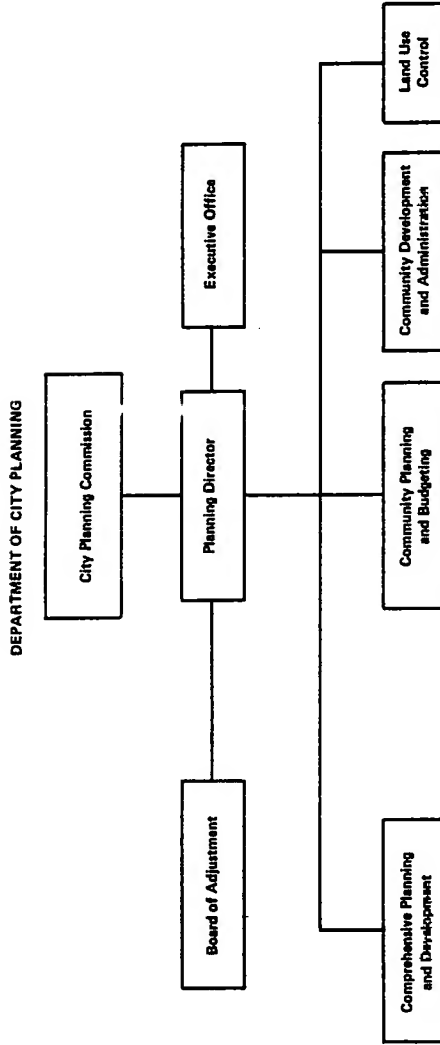 DEPARTMENT OF CITY PLANNING
City Planning Commission
Board of Adjustment
Planning Director
Executive Office
Comprehensive Planning
and Development
Community Planning
and Budgeting
Community Development
and Administration
Land Use
Control